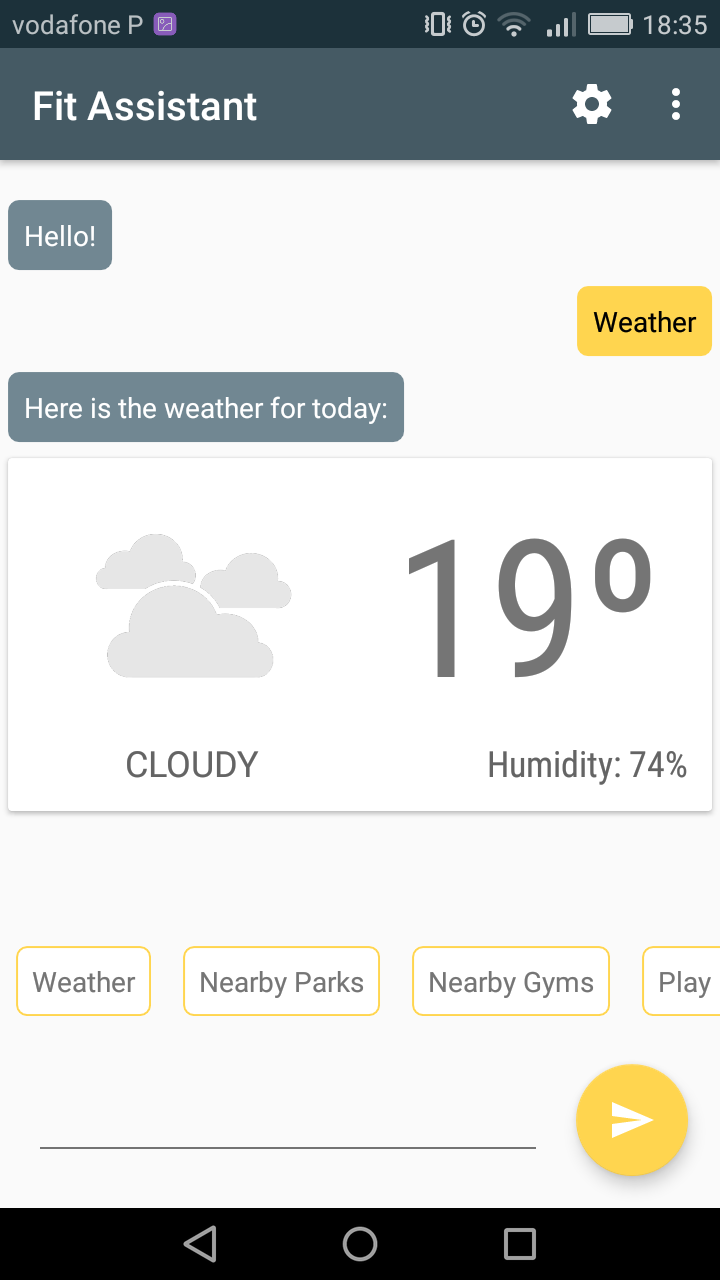 vodafone P 18:35
Fit Assistant
Hello!
Weather
Here is the weather for today:
19º
CLOUDY Humidity: 74%
Weather Nearby Parks Nearby Gyms Play